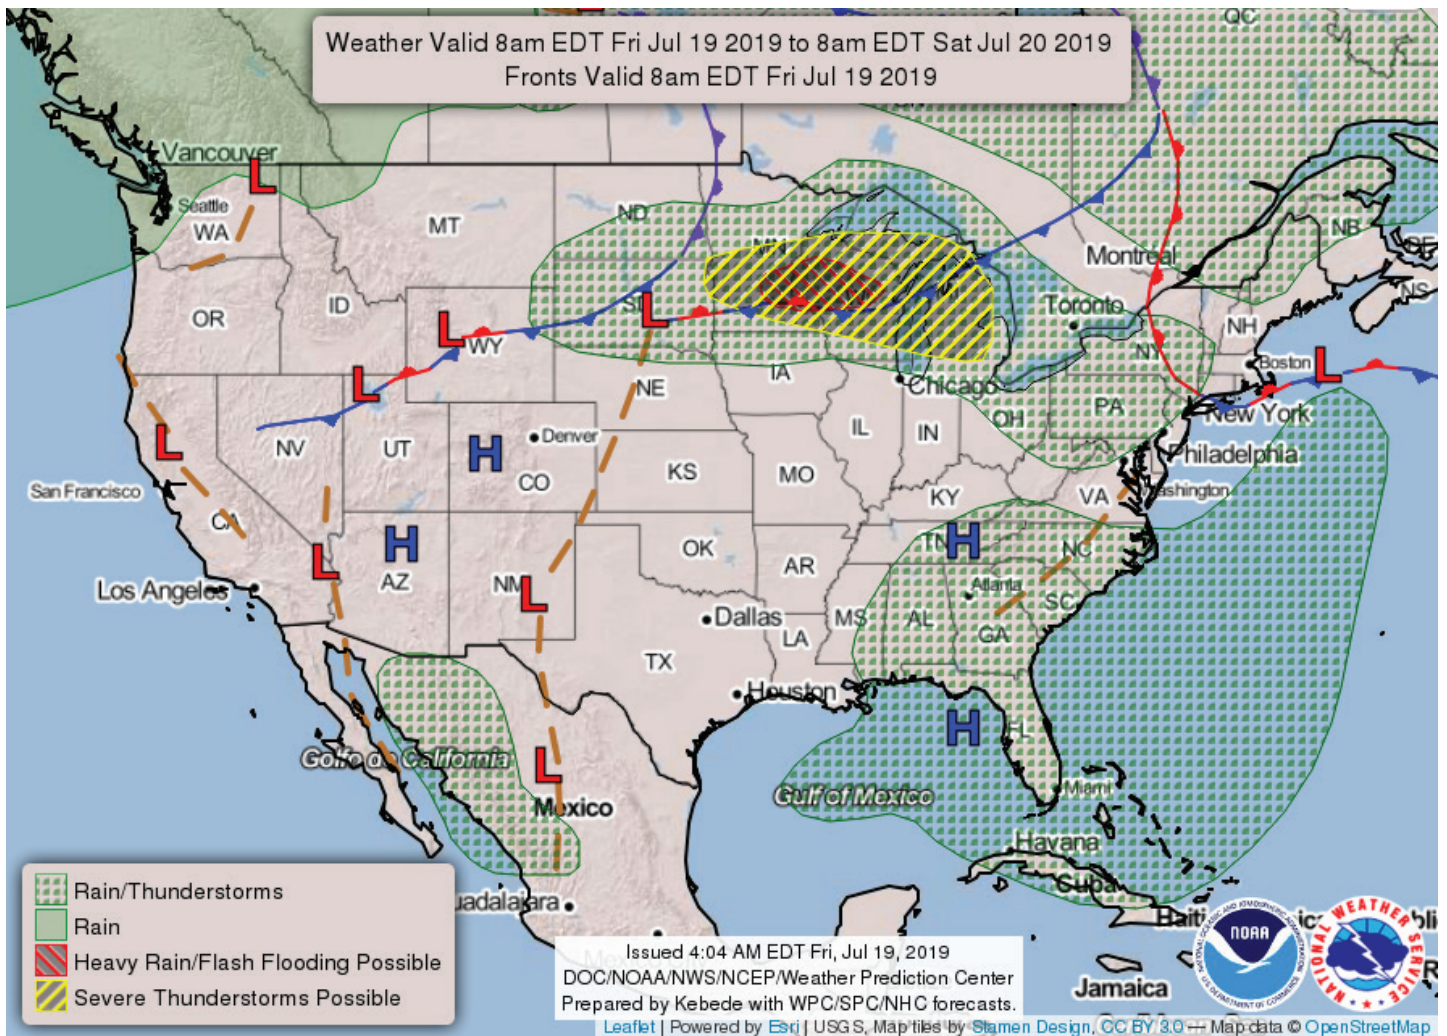 Weather Valid 8am EDT Fri Jul 19 2019 to 8am EDT Sat Jul 20 2019
Fronts Valid 8am EDT Fri Jul 19 2019
QC
Vancouver
L
Seattle
WA
MT
ND
MN
NB
Montréal
NS
OR
ID
L
WY
SD
L
Toronto
NH
NY
Boston
L
L
NE
IA
Chicago
OH
PA
New York
NV
UT
H
Denver
CO
KS
MO
IL
IN
Philadelphia
L
San Francisco
CA
KY
VA
Washington
H
AZ
L
NM
L
OK
AR
TN
H
NC
Atlanta
SC
Los Angeles
Dallas
MS
AL
GA
LA
TX
Houston
H
FL
Golfo de California
L
Mexico
Gulf of Mexico
Miami
Havana
Cuba
Rain/Thunderstorms
Rain
Heavy Rain/Flash Flooding Possible
Severe Thunderstorms Possible
uadalajara
Issued 4:04 AM EDT Fri, Jul 19, 2019
DOC/NOAA/NWS/NCEP/Weather Prediction Center
Prepared by Kebede with WPC/SPC/NHC forecasts.
Jamaica
NOAA
NATIONAL WEATHER SERVICE
Leaflet | Powered by Esri | USGS, Map tiles by Stamen Design, CC BY 3.0 — Map data © OpenStreetMap